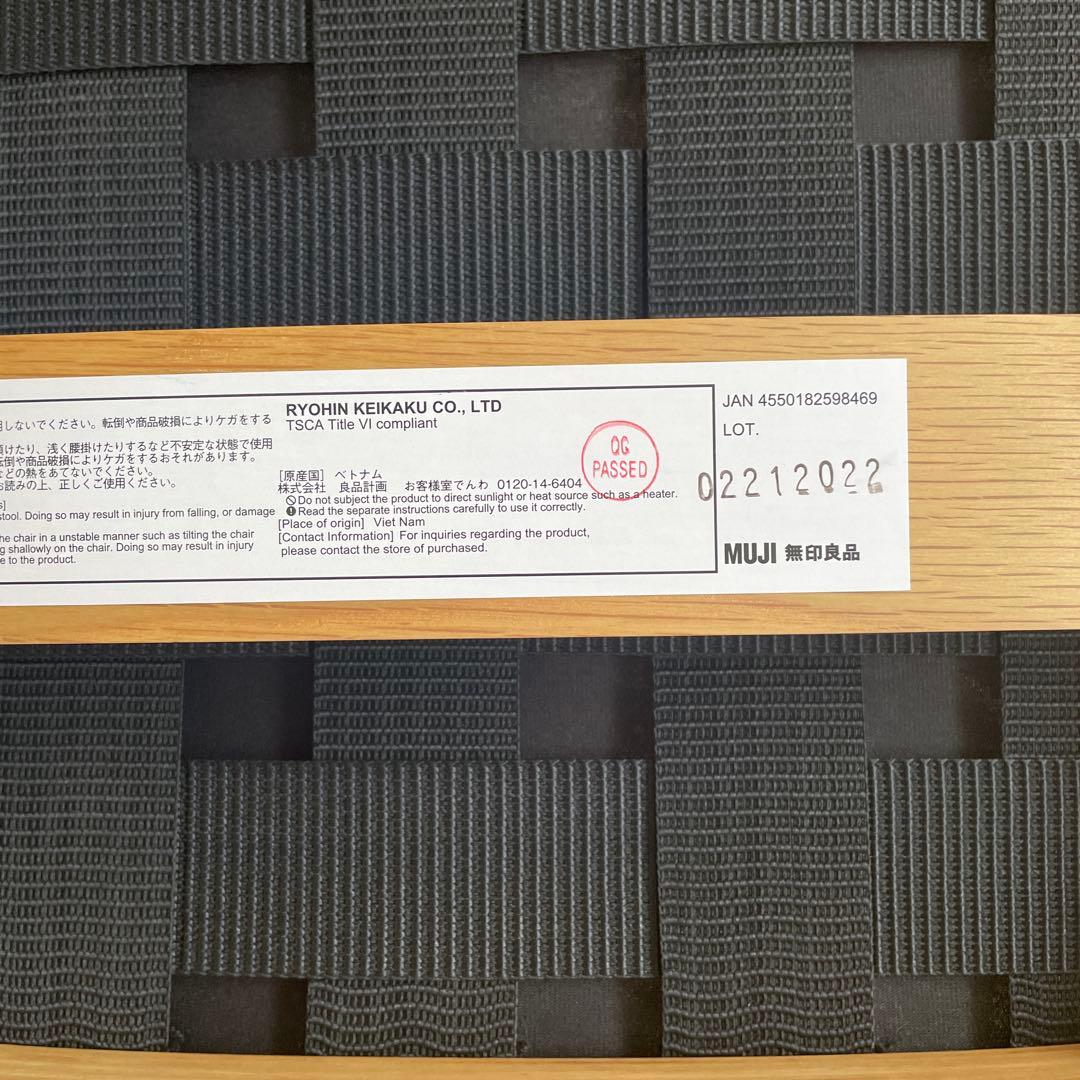 用しないでください。転倒や商品破損によりケガをする
傾けたり、浅く腰掛けたりするなど不安定な状態で使用
転倒や商品破損によりケガをするおそれがあります。
などの熱をあてないでください。
お読みの上、正しくご使用ください。
stool. Doing so may result in injury from falling, or damage
the chair in a unstable manner such as tilting the chair
shallowly on the chair. Doing so may result in injury
to the product.
RYOHIN KEIKAKU CO., LTD
TSCA Title VI compliant
[原産国] ベトナム
株式会社 良品計画 お客様室でんわ 0120-14-6404
Do not subject the product to direct sunlight or heat source such as a heater.
Read the separate instructions carefully to use it correctly.
[Place of origin] Viet Nam
[Contact Information] For inquiries regarding the product,
please contact the store of purchased.
QC
PASSED
JAN 4550182598469
LOT.
02212022
MUJI 無印良品